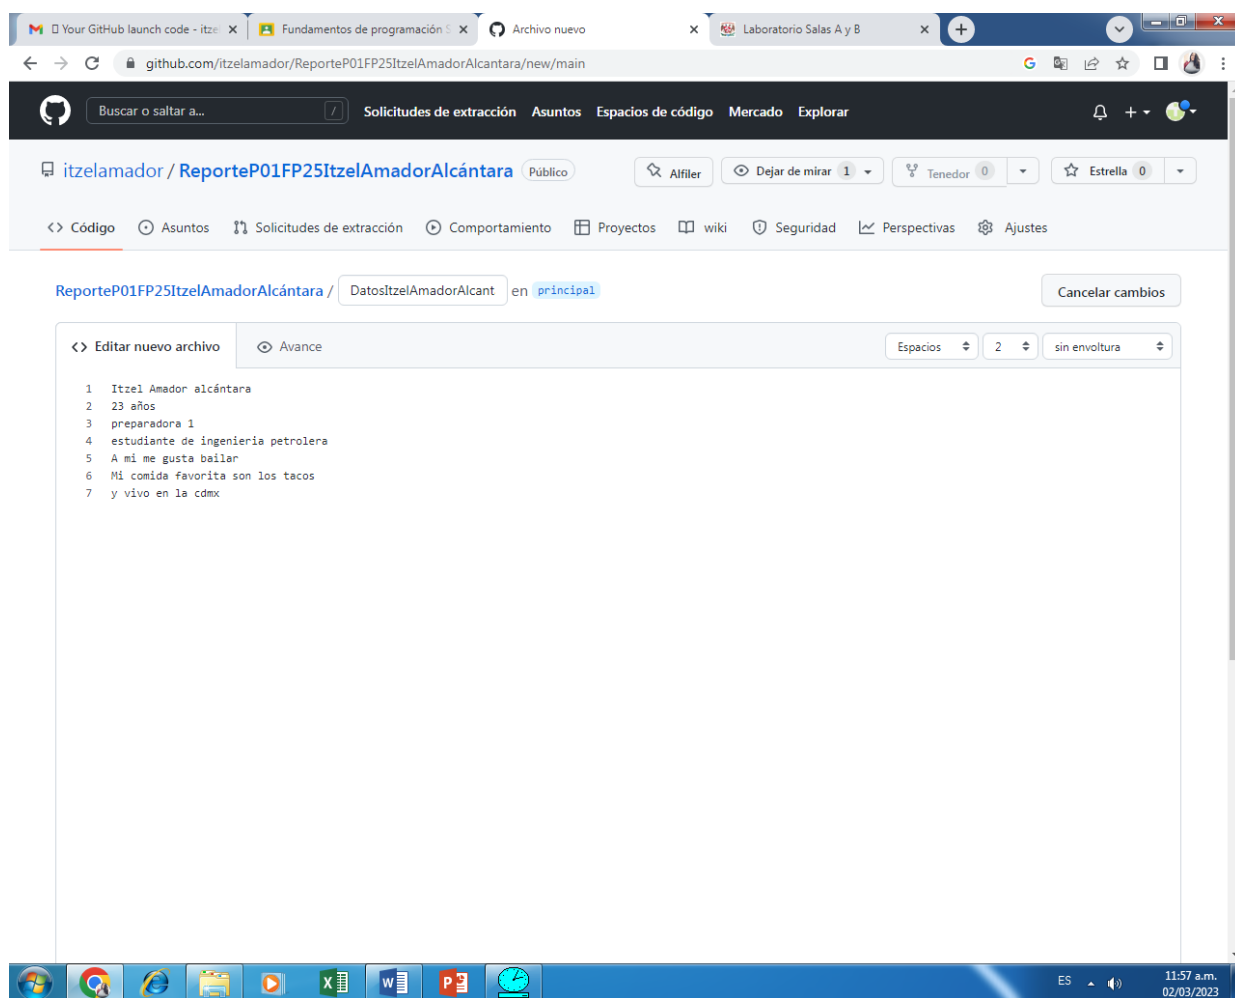 Your GitHub launch code - itze
Fundamentos de programación
Archivo nuevo
Laboratorio Salas A y B
github.com/itzelamador/ReporteP01FP25ItzelAmadorAlcantara/new/main
Buscar o saltar a...
/
Solicitudes de extracción Asuntos Espacios de código Mercado Explorar
itzelamador / ReporteP01FP25ItzelAmadorAlcántara Público
Alfiler
Dejar de mirar 1
Tenedor 0
Estrella 0
Código Asuntos Solicitudes de extracción Comportamiento Proyectos wiki Seguridad Perspectivas Ajustes
ReporteP01FP25ItzelAmadorAlcántara / DatosItzelAmadorAlcant en principal
Cancelar cambios
Editar nuevo archivo
Avance
Espacios 2 sin envoltura
1 Itzel Amador alcántara
2 23 años
3 preparadora 1
4 estudiante de ingenieria petrolera
5 A mi me gusta bailar
6 Mi comida favorita son los tacos
7 y vivo en la cdmx
ES
11:57 a.m.
02/03/2023